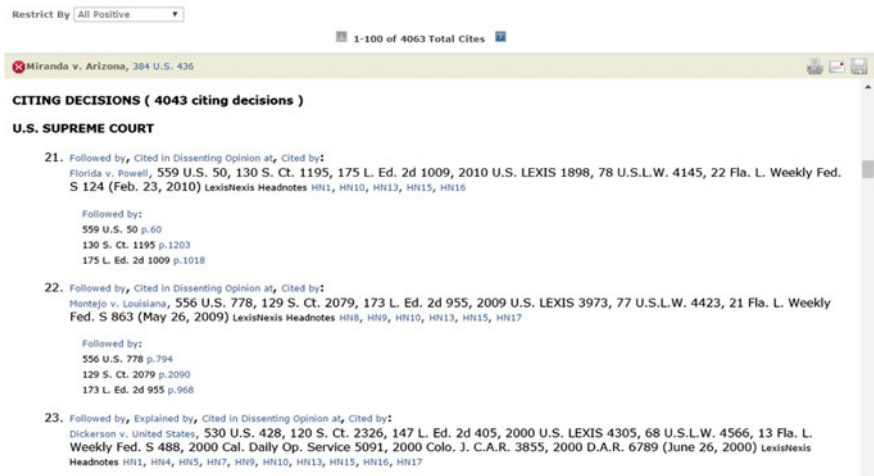 Restrict By All Positive
1-100 of 4063 Total Cites
Miranda v. Arizona, 384 U.S. 436
CITING DECISIONS ( 4043 citing decisions )
U.S. SUPREME COURT
21. Followed by, Cited in Dissenting Opinion at, Cited by:
Florida v. Powell, 559 U.S. 50, 130 S. Ct. 1195, 175 L. Ed. 2d 1009, 2010 U.S. LEXIS 1898, 78 U.S.L.W. 4145, 22 Fla. L. Weekly Fed.
S 124 (Feb. 23, 2010) LexisNexis Headnotes HN1, HN10, HN13, HN15, HN16
Followed by:
559 U.S. 50 p.60
130 S. Ct. 1195 p.1203
175 L. Ed. 2d 1009 p.1018
22. Followed by, Cited in Dissenting Opinion at, Cited by:
Montejo v. Louisiana, 556 U.S. 778, 129 S. Ct. 2079, 173 L. Ed. 2d 955, 2009 U.S. LEXIS 3973, 77 U.S.L.W. 4423, 21 Fla. L. Weekly
Fed. S 863 (May 26, 2009) LexisNexis Headnotes HN8, HN9, HN10, HN13, HN15, HN17
Followed by:
556 U.S. 778 p.794
129 S. Ct. 2079 p.2090
173 L. Ed. 2d 955 p.968
23. Followed by, Explained by, Cited in Dissenting Opinion at, Cited by:
Dickerson v. United States, 530 U.S. 428, 120 S. Ct. 2326, 147 L. Ed. 2d 405, 2000 U.S. LEXIS 4305, 68 U.S.L.W. 4566, 13 Fla. L.
Weekly Fed. S 488, 2000 Cal. Daily Op. Service 5091, 2000 Colo. J. C.A.R. 3855, 2000 D.A.R. 6789 (June 26, 2000) LexisNexis
Headnotes HN1, HN4, HN5, HN7, HN9, HN10, HN13, HN15, HN16, HN17